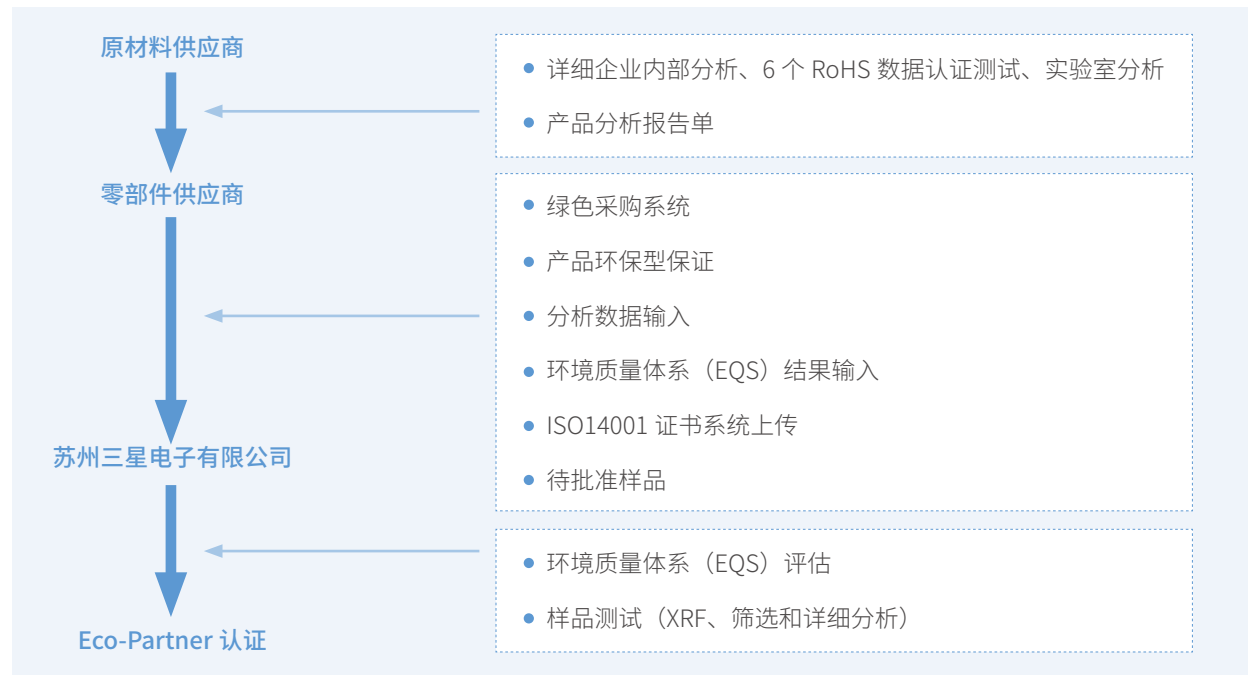 原材料供应商
详细企业内部分析、6 个 RoHS 数据认证测试、实验室分析
产品分析报告单
零部件供应商
绿色采购系统
产品环保型保证
分析数据输入
环境质量体系（EQS）结果输入
ISO14001 证书系统上传
待批准样品
苏州三星电子有限公司
环境质量体系（EQS）评估
样品测试（XRF、筛选和详细分析）
Eco-Partner 认证